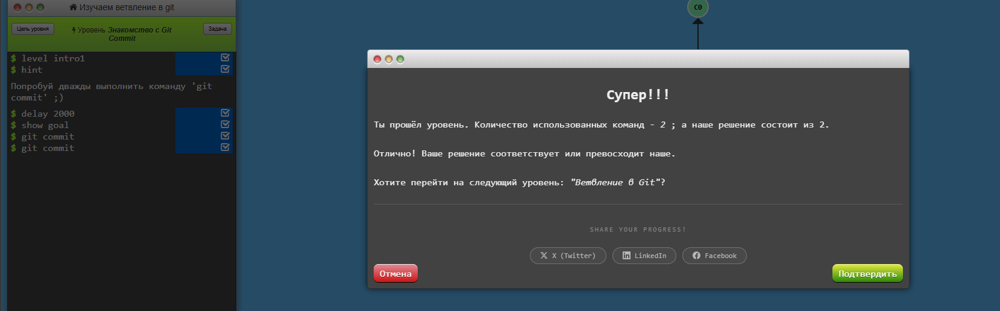 Изучаем ветвление в git
Цель уровня
Уровень Знакомство с Git
Commit
Задача
$ level intro1
$ hint
Попробуй дважды выполнить команду 'git
commit' ;)
$ delay 2000
$ show goal
$ git commit
$ git commit
C0
Супер!!!
Ты прошёл уровень. Количество использованных команд - 2 ; а наше решение состоит из 2.
Отлично! Ваше решение соответствует или превосходит наше.
Хотите перейти на следующий уровень: "Ветвление в Git"?
SHARE YOUR PROGRESS!
X (Twitter)
LinkedIn
Facebook
Отмена
Подтвердить